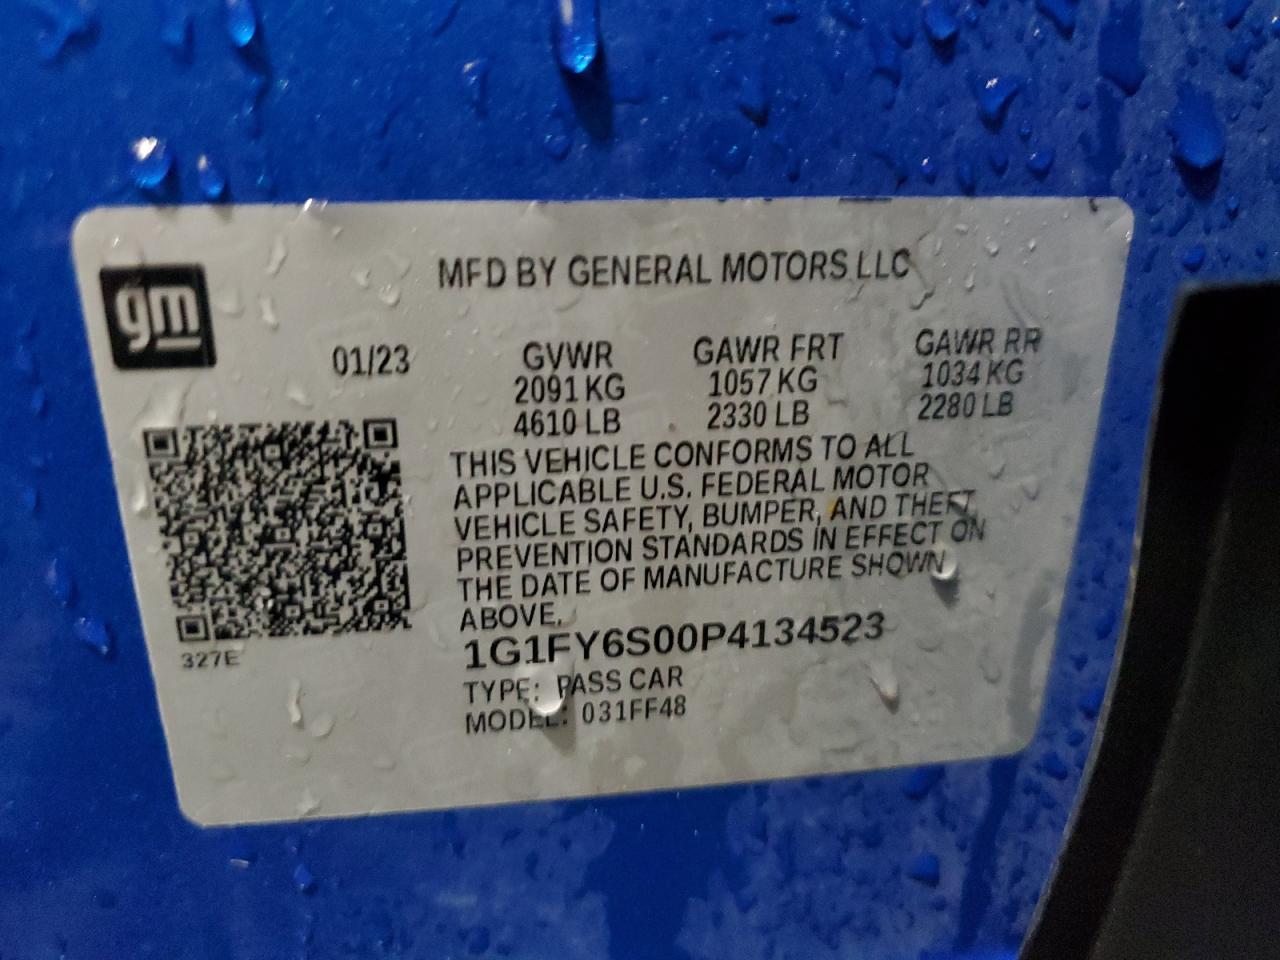 gm
MFD BY GENERAL MOTORS LLC
01/23
GVWR
2091 KG
4610 LB
GAWR FRT
1057 KG
2330 LB
GAWR RR
1034 KG
2280 LB
THIS VEHICLE CONFORMS TO ALL
APPLICABLE U.S. FEDERAL MOTOR
VEHICLE SAFETY, BUMPER, AND THEFT
PREVENTION STANDARDS IN EFFECT ON
THE DATE OF MANUFACTURE SHOWN
ABOVE.
1G1FY6S00P4134523
TYPE: PASS CAR
MODEL: 031FF48
327E